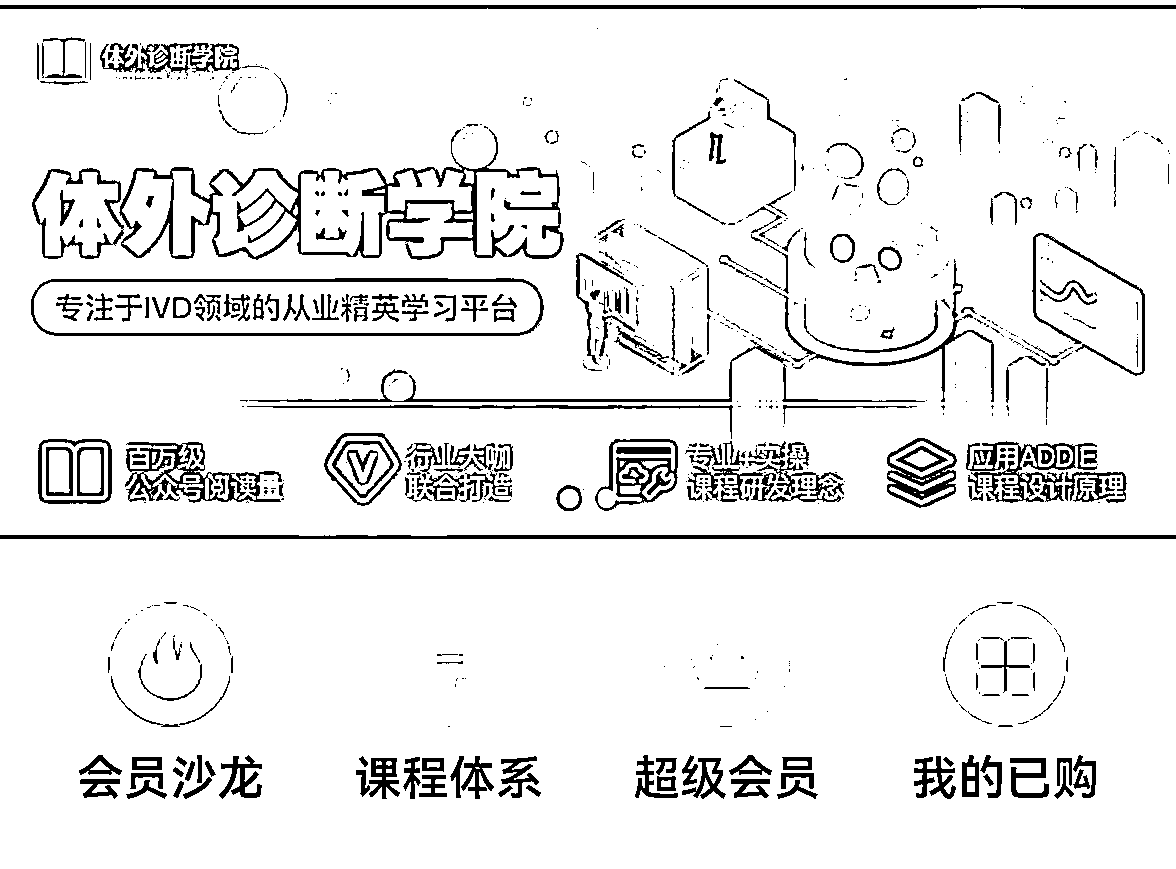 体外诊断学院
体外诊断学院
专注于IVD领域的从业精英学习平台
百万级
公众号阅读量
行业大咖
联合打造
专业实操
课程研发理念
应用ADDIE
课程设计原理
会员沙龙
课程体系
超级会员
我的已购